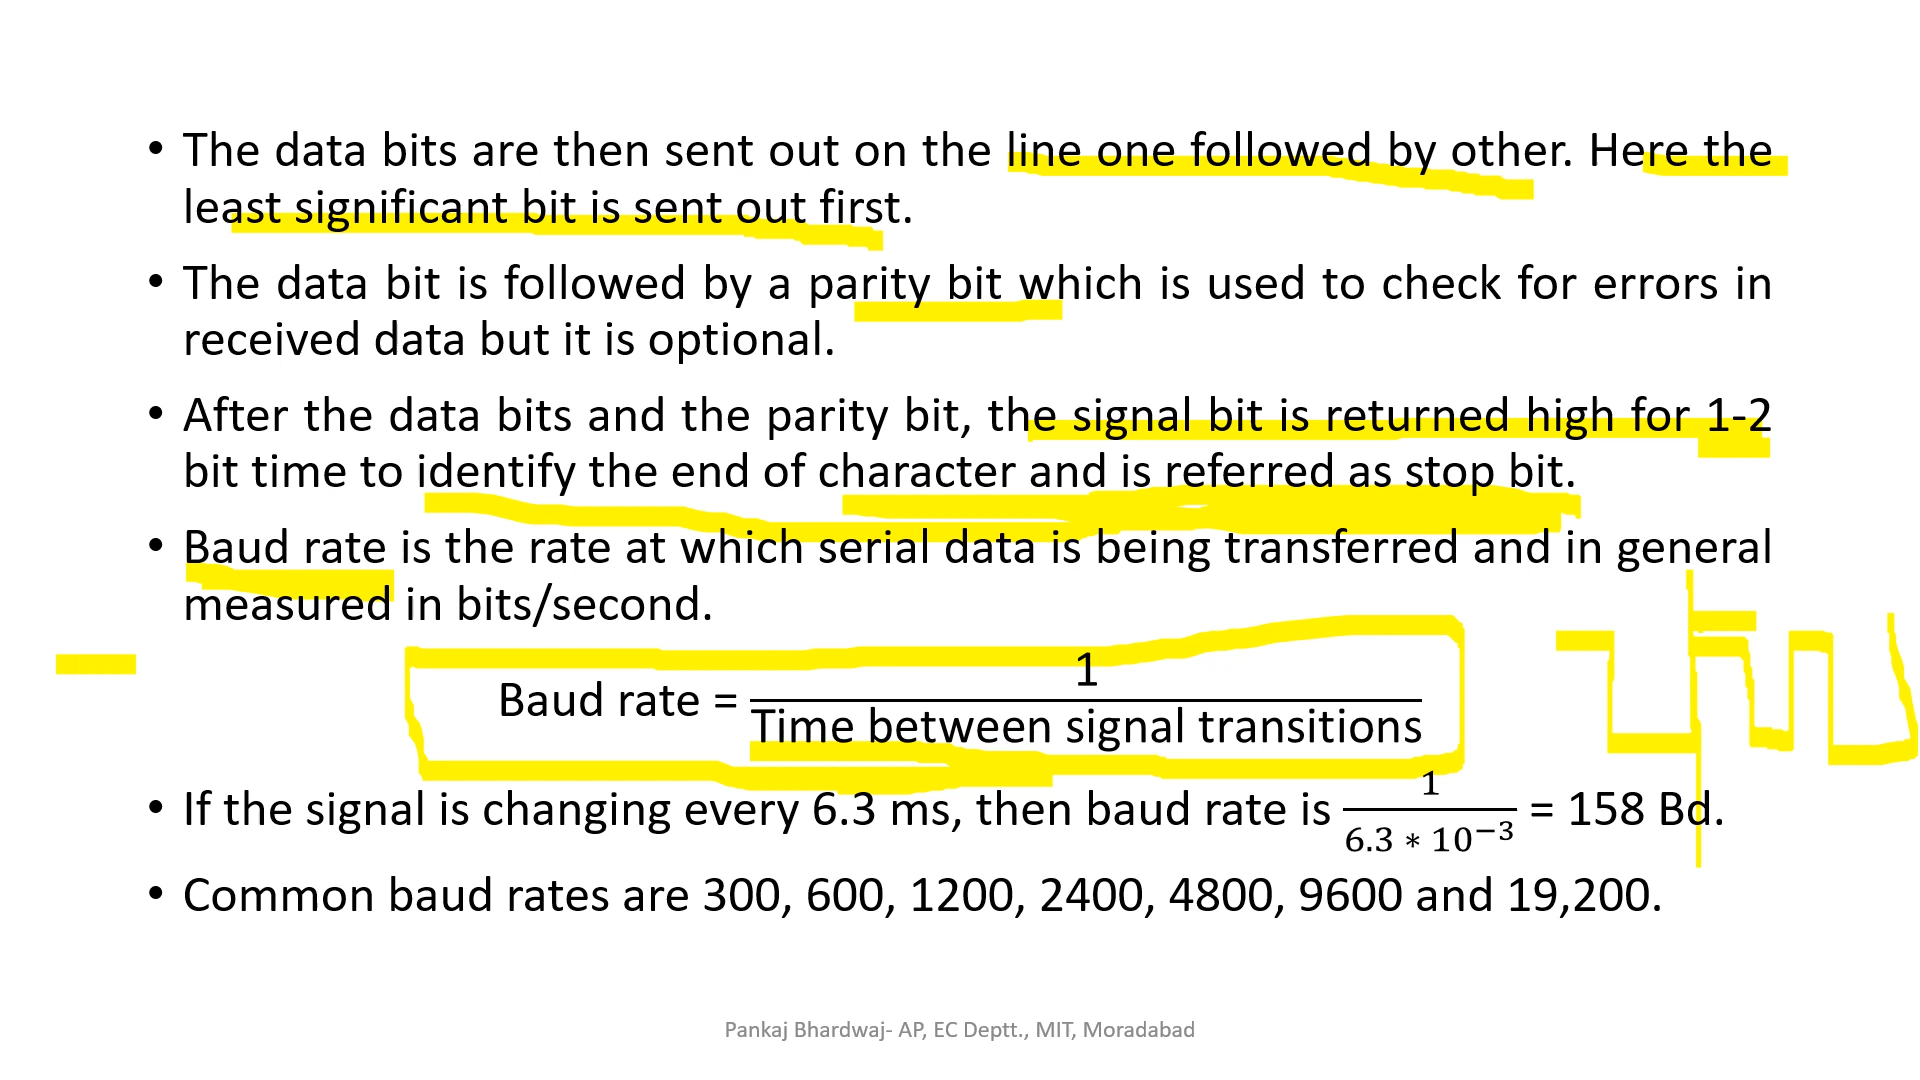 • The data bits are then sent out on the line one followed by other. Here the
least significant bit is sent out first.
• The data bit is followed by a parity bit which is used to check for errors in
received data but it is optional.
• After the data bits and the parity bit, the signal bit is returned high for 1-2
bit time to identify the end of character and is referred as stop bit.
• Baud rate is the rate at which serial data is being transferred and in general
measured in bits/second.
Baud rate = 1 / Time between signal transitions
• If the signal is changing every 6.3 ms, then baud rate is 1 / 6.3 * 10⁻³ = 158 Bd.
• Common baud rates are 300, 600, 1200, 2400, 4800, 9600 and 19,200.
Pankaj Bhardwaj- AP, EC Deptt., MIT, Moradabad